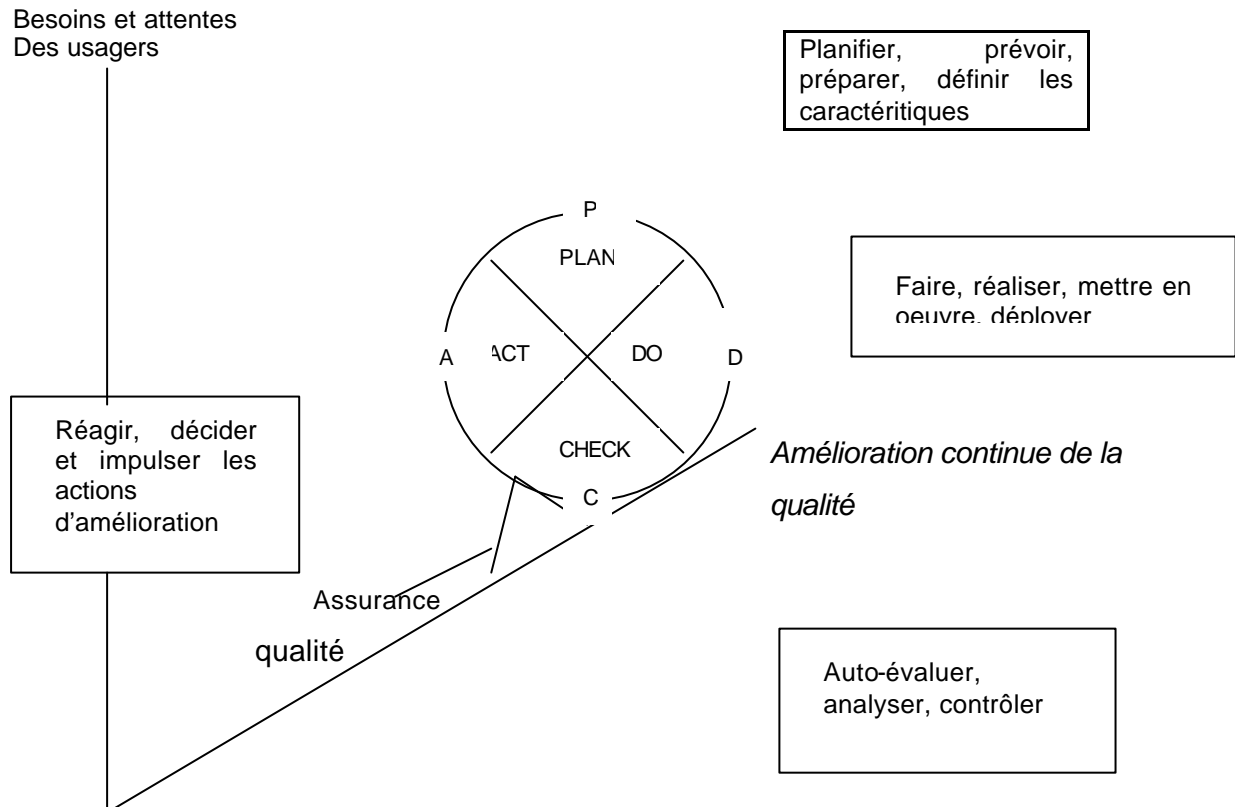 Besoins et attentes
Des usagers
Planifier, prévoir,
préparer, définir les
caractéritiques
P
PLAN
Faire, réaliser, mettre en
oeuvre, déployer
A
ACT
DO
D
Réagir, décider
et impulser les
actions
d'amélioration
CHECK
C
Amélioration continue de la
qualité
Assurance
qualité
Auto-évaluer,
analyser, contrôler